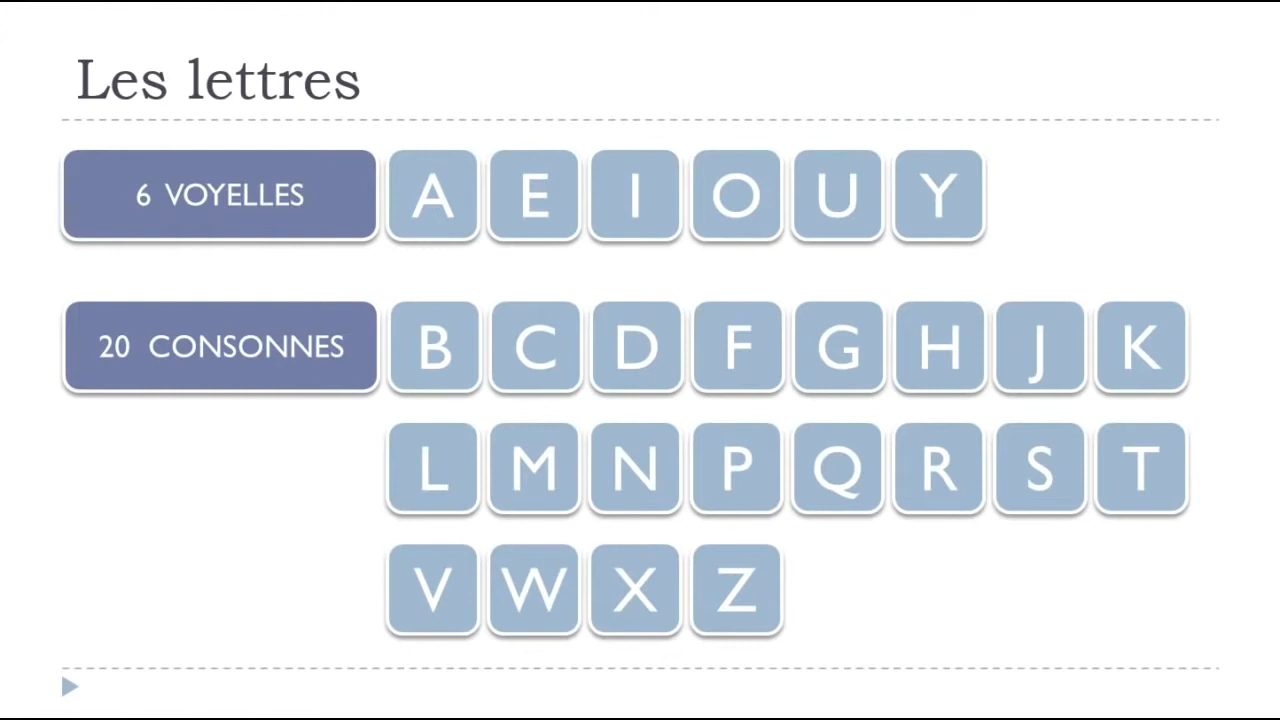 Les lettres
6 VOYELLES A E I O U Y
20 CONSONNES B C D F G H J K
L M N P Q R S T
V W X Z